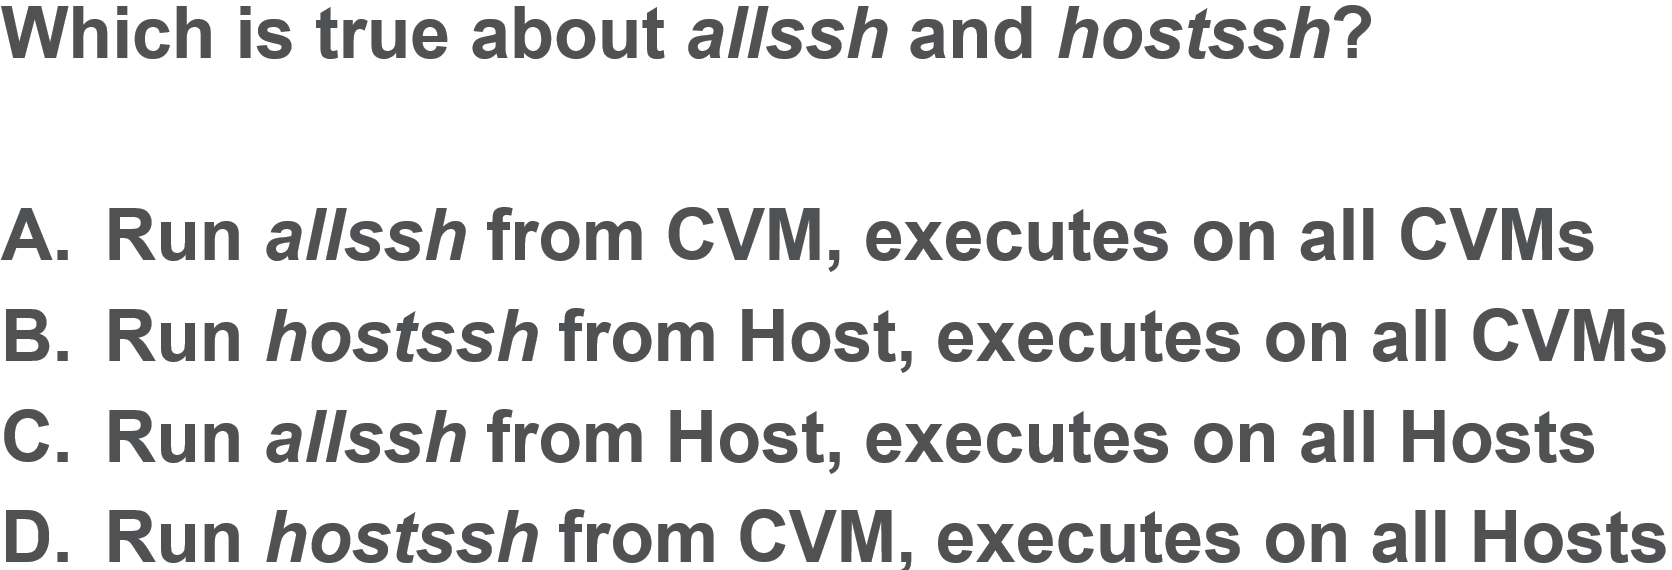 Which is true about allssh and hostssh?
A. Run allssh from CVM, executes on all CVMs
B. Run hostssh from Host, executes on all CVMs
C. Run allssh from Host, executes on all Hosts
D. Run hostssh from CVM, executes on all Hosts